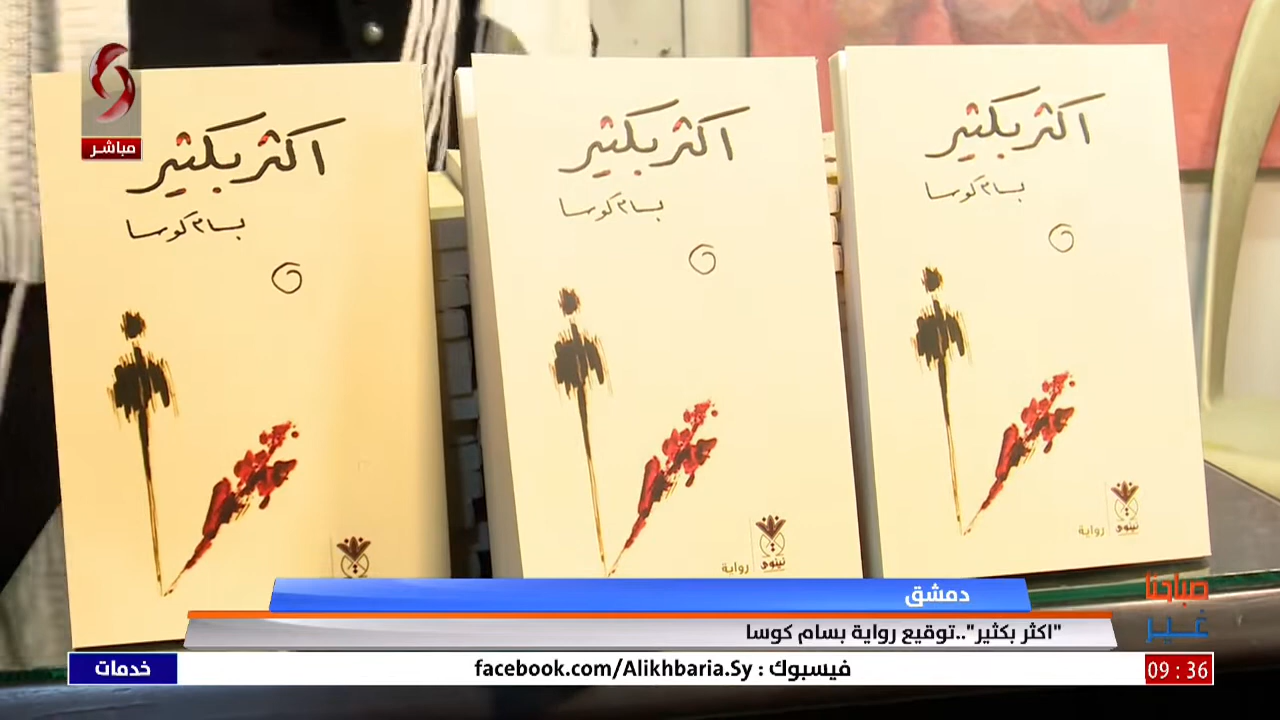 مباشر
اكثر بكثير
بسام كوسا
اكثر بكثير
بسام كوسا
رواية
نينوى
اكثر بكثير
بسام كوسا
رواية
نينوى
دمشق
"اكثر بكثير"..توقيع رواية بسام كوسا
صباحنا
غير
خدمات
فيسبوك : facebook.com/Alikhbaria.Sy
09 : 36